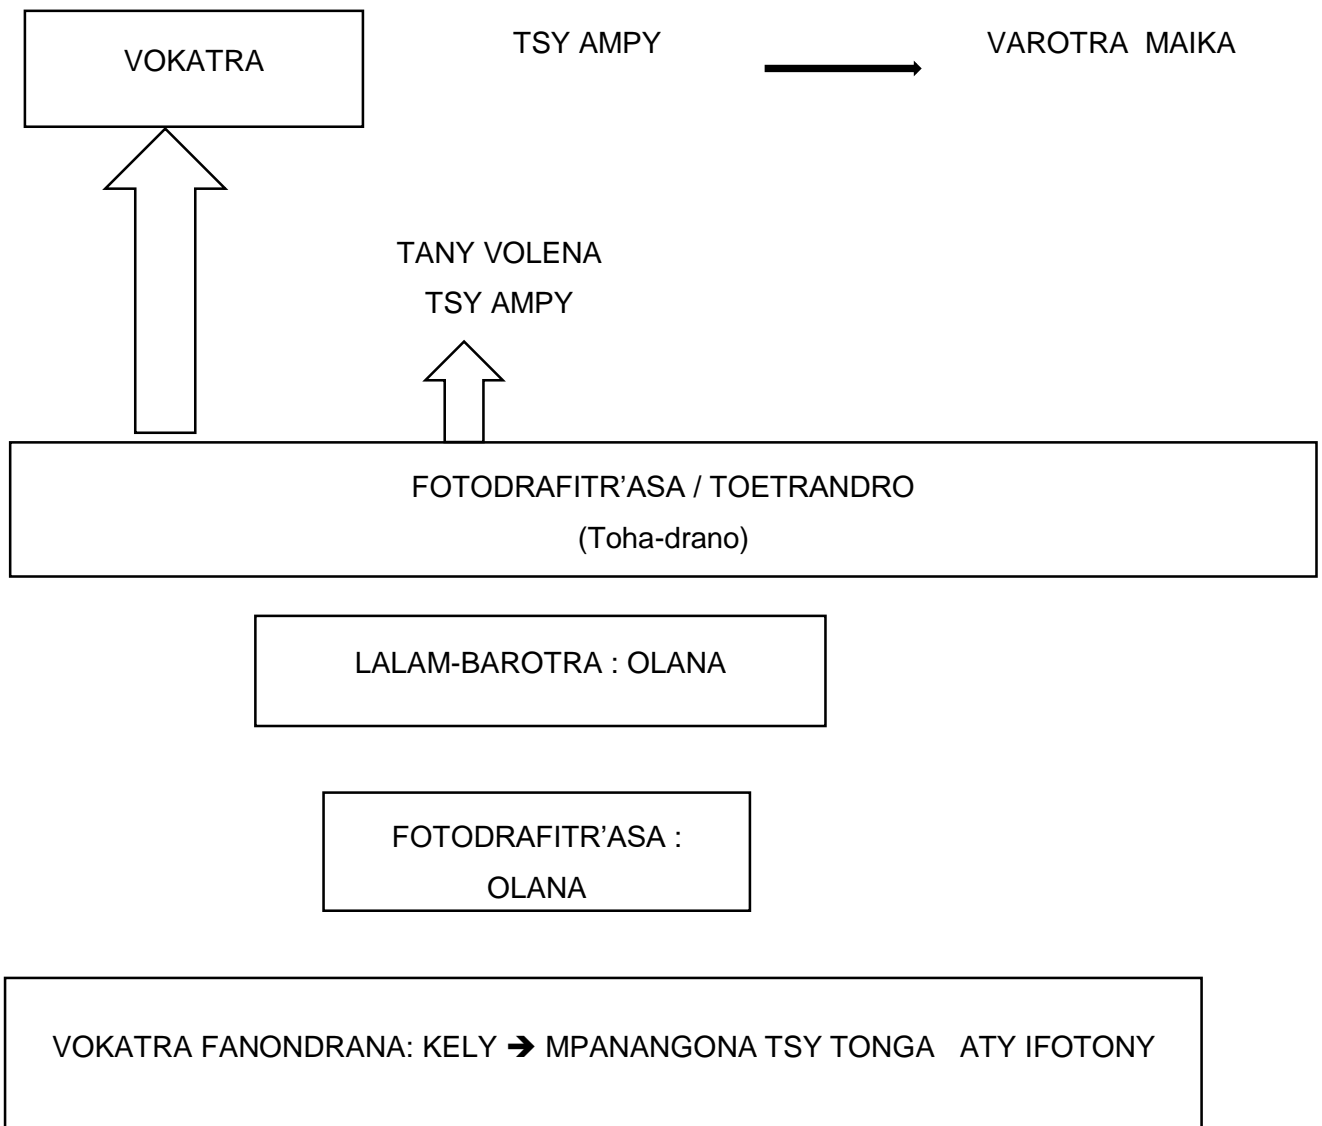 VOKATRA
TSY AMPY
VAROTRA MAIKA
TANY VOLENA
TSY AMPY
FOTODRAFITR’ASA / TOETRANDRO
(Toha-drano)
LALAM-BAROTRA : OLANA
FOTODRAFITR’ASA :
OLANA
VOKATRA FANONDRANA: KELY ➔ MPANANGONA TSY TONGA ATY IFOTONY